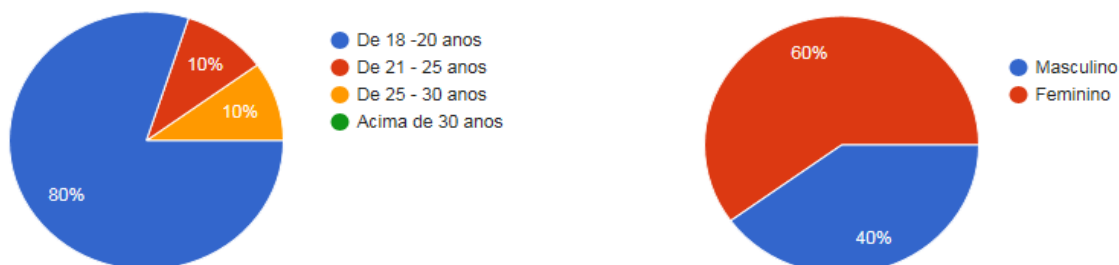 80%
10%
10%
De 18 -20 anos
De 21 - 25 anos
De 25 - 30 anos
Acima de 30 anos
60%
40%
Masculino
Feminino